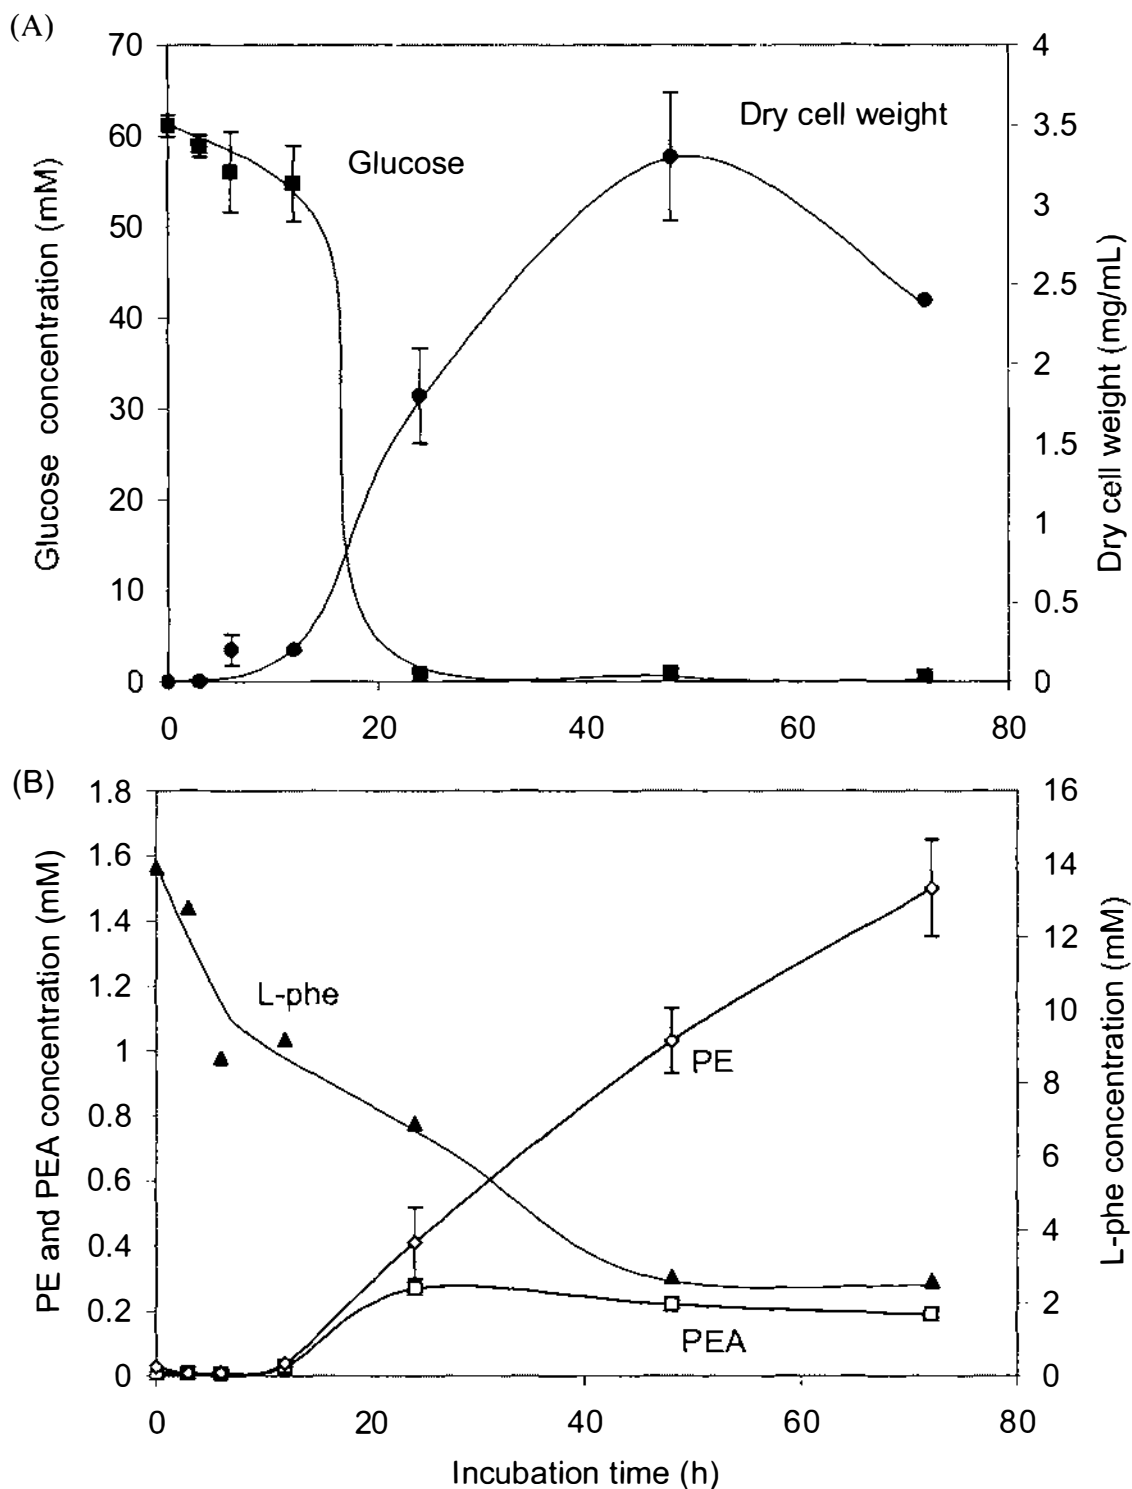 (A)
70
60
50
40
30
20
10
0
Glucose concentration (mM)
Glucose
Dry cell weight
4
3.5
3
2.5
2
1.5
1
0.5
0
Dry cell weight (mg/mL)
0 20 40 60 80
(B)
1.8
1.6
1.4
1.2
1
0.8
0.6
0.4
0.2
0
PE and PEA concentration (mM)
L-phe
PE
PEA
16
14
12
10
8
6
4
2
0
L-phe concentration (mM)
0 20 40 60 80
Incubation time (h)